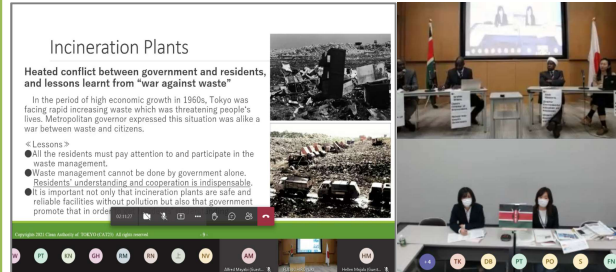 Incineration Plants
Heated conflict between government and residents,
and lessons learnt from “war against waste”
In the period of high economic growth in 1960s, Tokyo was
facing rapid increasing waste which was threatening people's
lives. Metropolitan governor expressed this situation was alike a
war between waste and citizens.
≪Lessons≫
●All the residents must pay attention to and participate in the
waste management.
●Waste management cannot be done by government alone.
Residents' understanding and cooperation is indispensable.
●It is important not only that incineration plants are safe and
reliable facilities without pollution but also that government
promote that in order
02:11:27
Copyright 2021 Clean Authority of TOKYO (CAT23) All rights reserved
- 8 -
W
PT
KN
GH
RM
RN
NV
AM
HM
+4
TK
DB
PT
PO
S
FN